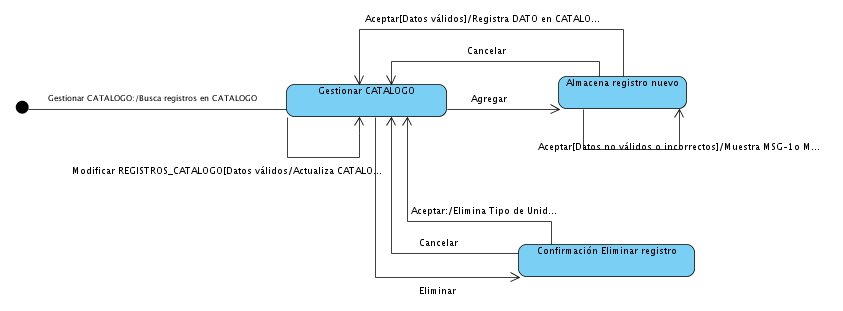 Aceptar[Datos válidos]/Registra DATO en CATALO...
Cancelar
Gestionar CATALOGO
Almacena registro nuevo
Gestionar CATALOGO:/Busca registros en CATALOGO
Agregar
Aceptar[Datos no válidos o incorrectos]/Muestra MSG-1o M...
Modificar REGISTROS_CATALOGO[Datos válidos/Actualiza CATALO...
Aceptar:/Elimina Tipo de Unid...
Cancelar
Confirmación Eliminar registro
Eliminar